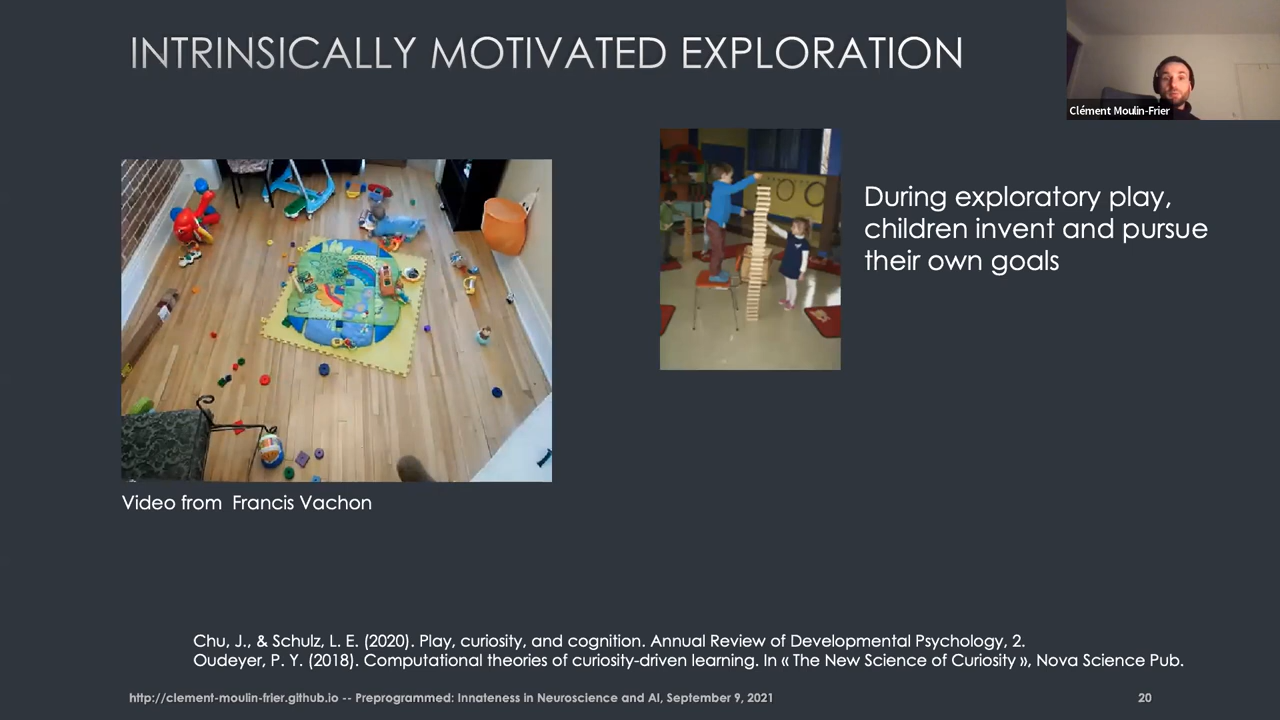 INTRINSICALLY MOTIVATED EXPLORATION
Clément Moulin-Frier
During exploratory play,
children invent and pursue
their own goals
Video from Francis Vachon
Chu, J., & Schulz, L. E. (2020). Play, curiosity, and cognition. Annual Review of Developmental Psychology, 2.
Oudeyer, P. Y. (2018). Computational theories of curiosity-driven learning. In « The New Science of Curiosity », Nova Science Pub.
http://clement-moulin-frier.github.io -- Preprogrammed: Innateness in Neuroscience and AI, September 9, 2021
20